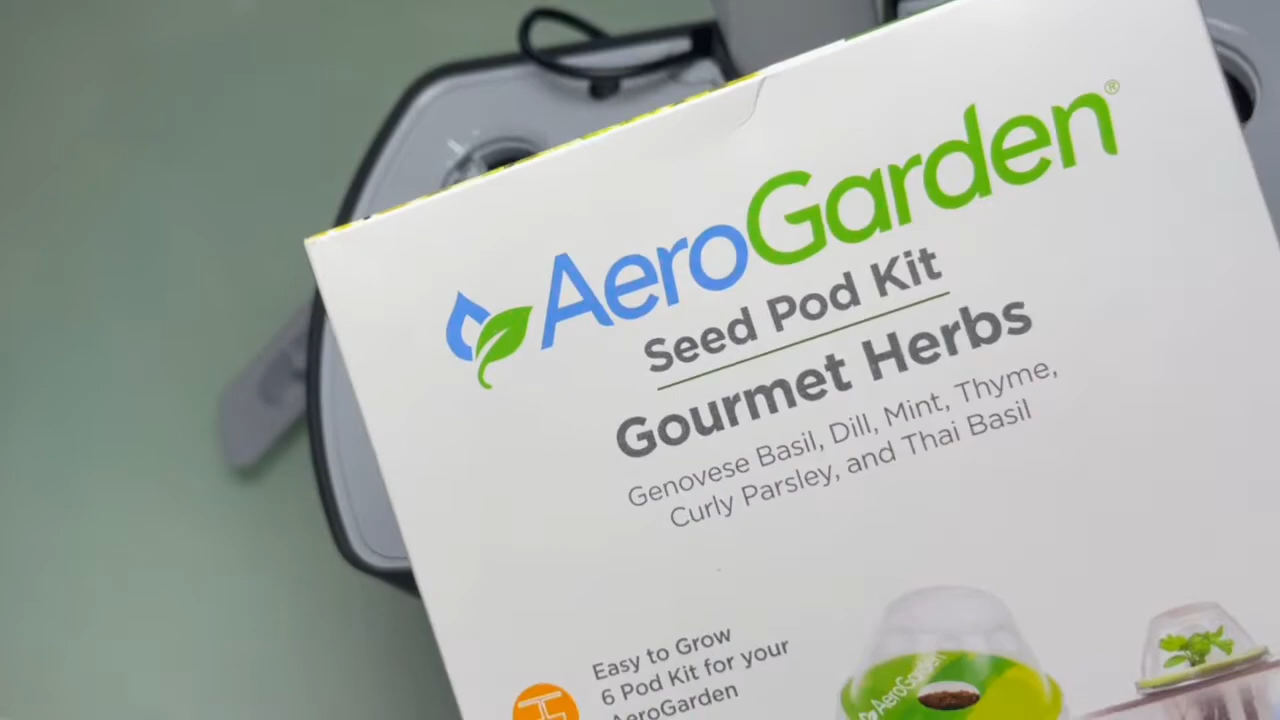 AeroGarden®
Seed Pod Kit
Gourmet Herbs
Genovese Basil, Dill, Mint, Thyme,
Curly Parsley, and Thai Basil
Easy to Grow
6 Pod Kit for your
AeroGarden
AeroGarden